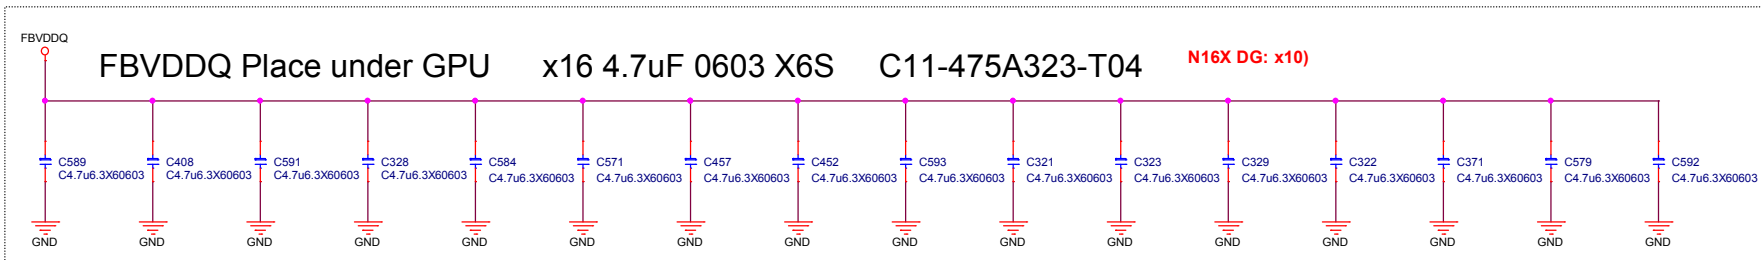 FBVDDQ
FBVDDQ Place under GPU x16 4.7uF 0603 X6S C11-475A323-T04 N16X DG: x10)
C589 C408 C591 C328 C584 C571 C457 C452 C593 C321 C323 C329 C322 C371 C579 C592
C4.7u6.3X60603 C4.7u6.3X60603 C4.7u6.3X60603 C4.7u6.3X60603 C4.7u6.3X60603 C4.7u6.3X60603 C4.7u6.3X60603 C4.7u6.3X60603 C4.7u6.3X60603 C4.7u6.3X60603 C4.7u6.3X60603 C4.7u6.3X60603 C4.7u6.3X60603 C4.7u6.3X60603 C4.7u6.3X60603 C4.7u6.3X60603
GND GND GND GND GND GND GND GND GND GND GND GND GND GND GND GND